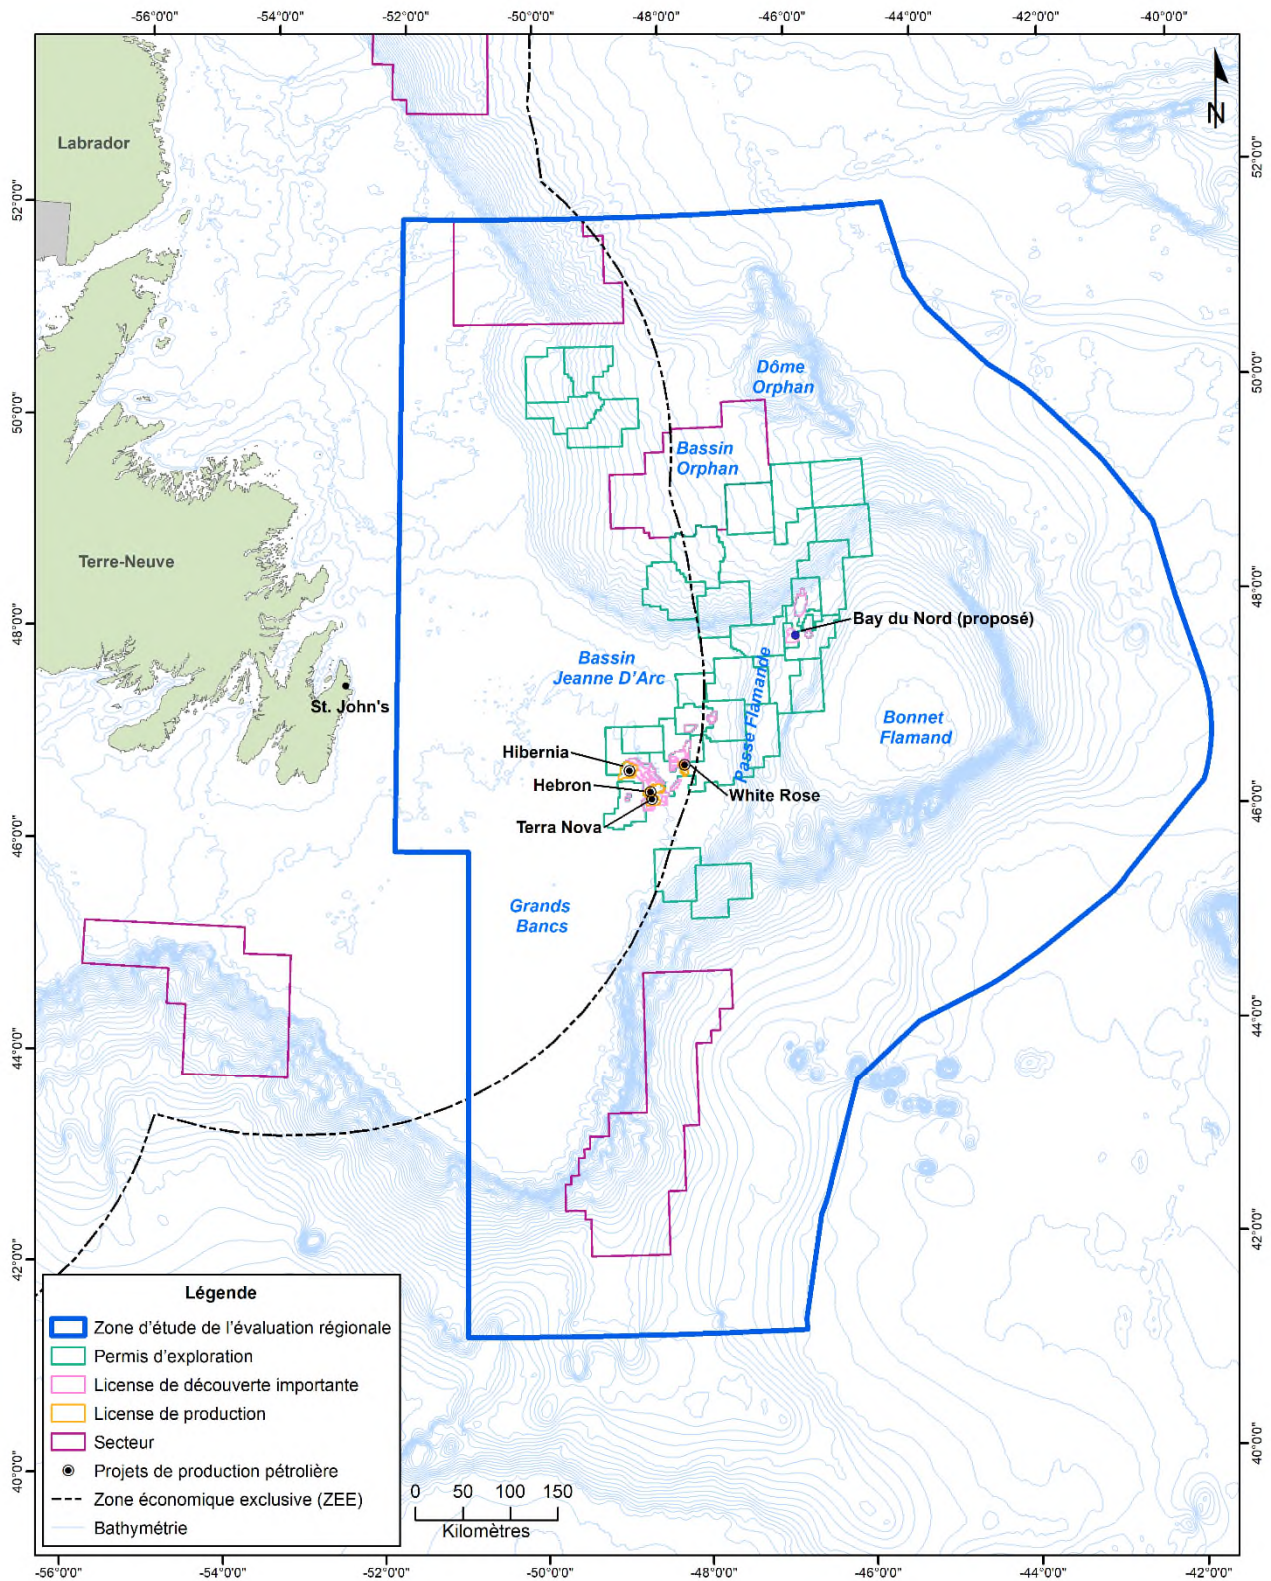 -56°0'0"
-54°0'0"
-52°0'0"
-50°0'0"
-48°0'0"
-46°0'0"
-44°0'0"
-42°0'0"
-40°0'0"
N
Labrador
52°0'0"
52°0'0"
50°0'0"
50°0'0"
Dôme
Orphan
Bassin
Orphan
Terre-Neuve
48°0'0"
48°0'0"
Bay du Nord (proposé)
Bassin
Jeanne D'Arc
Passe Flamande
St. John's
Bonnet
Flamand
Hibernia
Hebron
White Rose
Terra Nova
46°0'0"
46°0'0"
Grands
Bancs
44°0'0"
44°0'0"
42°0'0"
42°0'0"
Légende
Zone d'étude de l'évaluation régionale
Permis d'exploration
License de découverte importante
License de production
Secteur
Projets de production pétrolière
Zone économique exclusive (ZEE)
Bathymétrie
40°0'0"
40°0'0"
0 50 100 150
Kilomètres
-56°0'0"
-54°0'0"
-52°0'0"
-50°0'0"
-48°0'0"
-46°0'0"
-44°0'0"
-42°0'0"